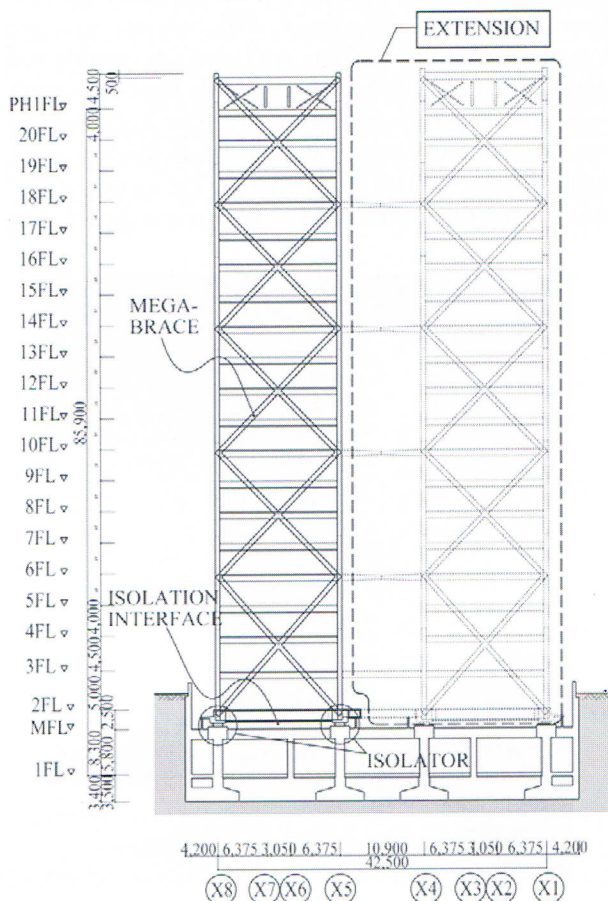 EXTENSION
4,500
500
4,000
PH1FL
20FL
19FL
18FL
17FL
16FL
15FL
14FL
13FL
12FL
11FL
10FL
9FL
8FL
7FL
6FL
5FL
4FL
3FL
2FL
MFL
1FL
85,900
MEGA-
BRACE
ISOLATION
INTERFACE
4,000
4,500
5,000
2,500
8,300
5,800
3,400
3,500
ISOLATOR
4,200 6,375 3,050 6,375 10,900 6,375 3,050 6,375 4,200
42,500
X8 X7 X6 X5 X4 X3 X2 X1